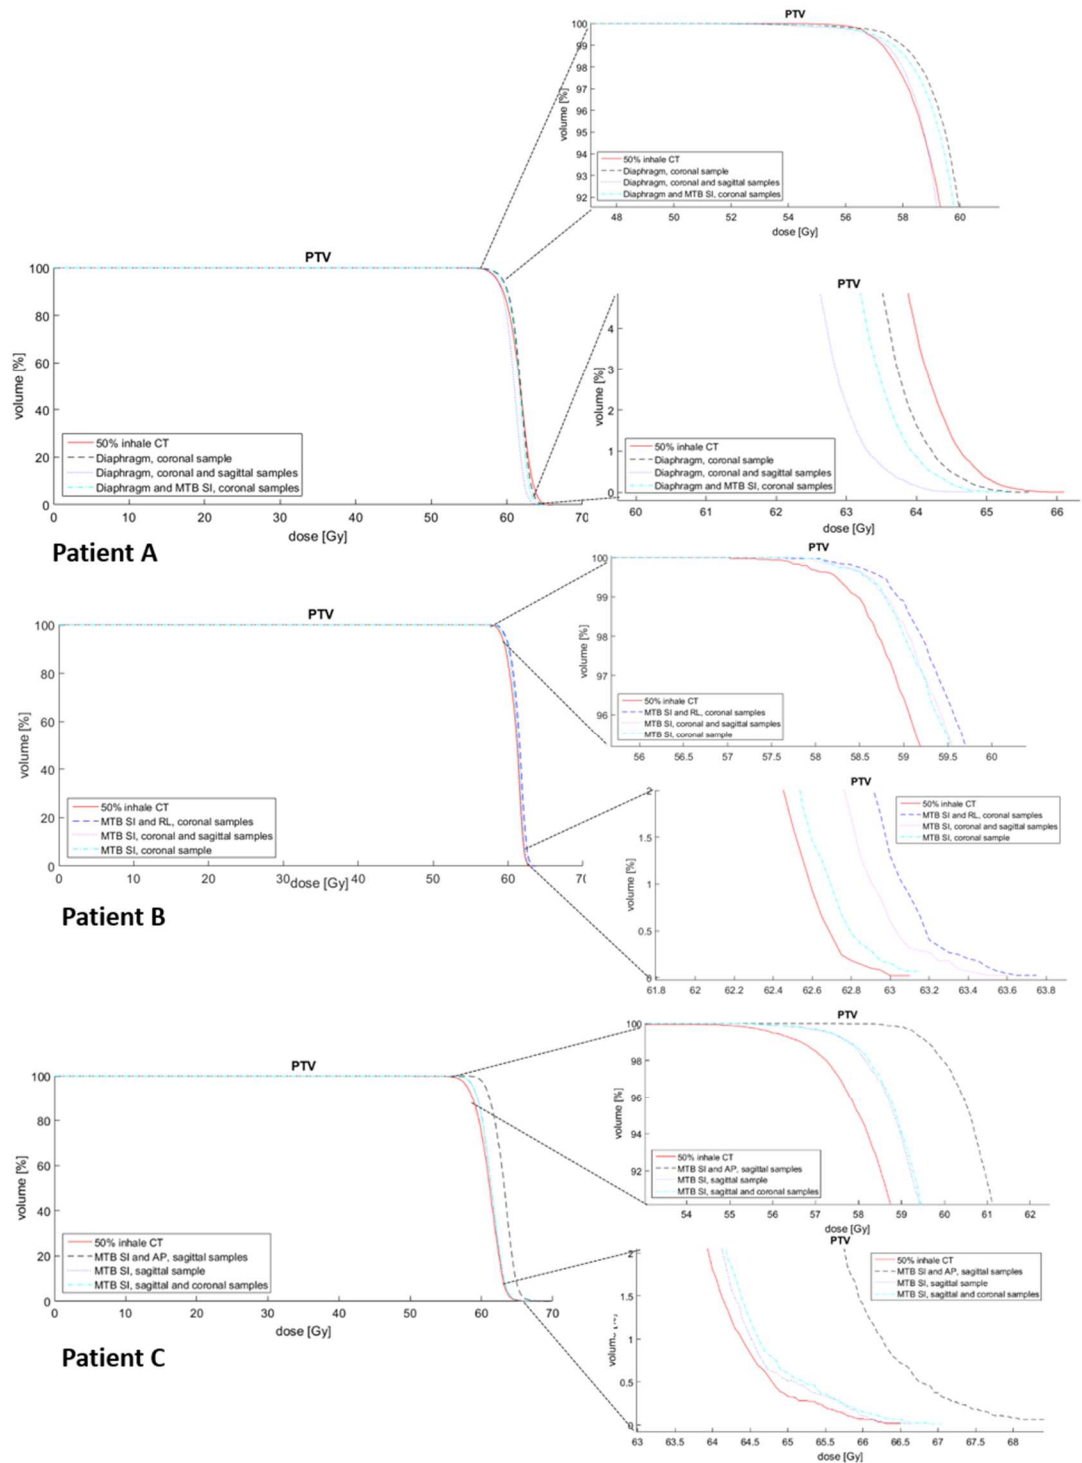 PTV
volume [%]
100
99
98
97
96
95
94
93
92
50% inhale CT
Diaphragm, coronal sample
Diaphragm, coronal and sagittal samples
Diaphragm and MTB SI, coronal samples
48 50 52 54 56 58 60
dose [Gy]
PTV
volume [%]
100
80
60
40
20
0
50% inhale CT
Diaphragm, coronal sample
Diaphragm, coronal and sagittal samples
Diaphragm and MTB SI, coronal samples
0 10 20 30 40 50 60 70
dose [Gy]
Patient A
PTV
volume [%]
4
3
2
1
0
50% inhale CT
Diaphragm, coronal sample
Diaphragm, coronal and sagittal samples
Diaphragm and MTB SI, coronal samples
60 61 62 63 64 65 66
dose [Gy]
PTV
volume [%]
100
99
98
97
96
50% inhale CT
MTB SI and RL, coronal samples
MTB SI, coronal and sagittal samples
MTB SI, coronal sample
56 56.5 57 57.5 58 58.5 59 59.5 60
PTV
volume [%]
100
80
60
40
20
0
50% inhale CT
MTB SI and RL, coronal samples
MTB SI, coronal and sagittal samples
MTB SI, coronal sample
0 10 20 30 40 50 60
dose [Gy]
Patient B
PTV
volume [%]
2
1.5
1
0.5
0
50% inhale CT
MTB SI and RL, coronal samples
MTB SI, coronal and sagittal samples
MTB SI, coronal sample
61.8 62 62.2 62.4 62.6 62.8 63 63.2 63.4 63.6 63.8
PTV
volume [%]
100
98
96
94
92
50% inhale CT
MTB SI and AP, sagittal samples
MTB SI, sagittal sample
MTB SI, sagittal and coronal samples
54 55 56 57 58 59 60 61 62
dose [Gy]
PTV
volume [%]
100
80
60
40
20
0
50% inhale CT
MTB SI and AP, sagittal samples
MTB SI, sagittal sample
MTB SI, sagittal and coronal samples
0 10 20 30 40 50 60 70
dose [Gy]
Patient C
PTV
2
1.5
1
0.5
0
50% inhale CT
MTB SI and AP, sagittal samples
MTB SI, sagittal sample
MTB SI, sagittal and coronal samples
63 63.5 64 64.5 65 65.5 66 66.5 67 67.5 68
dose [Gy]